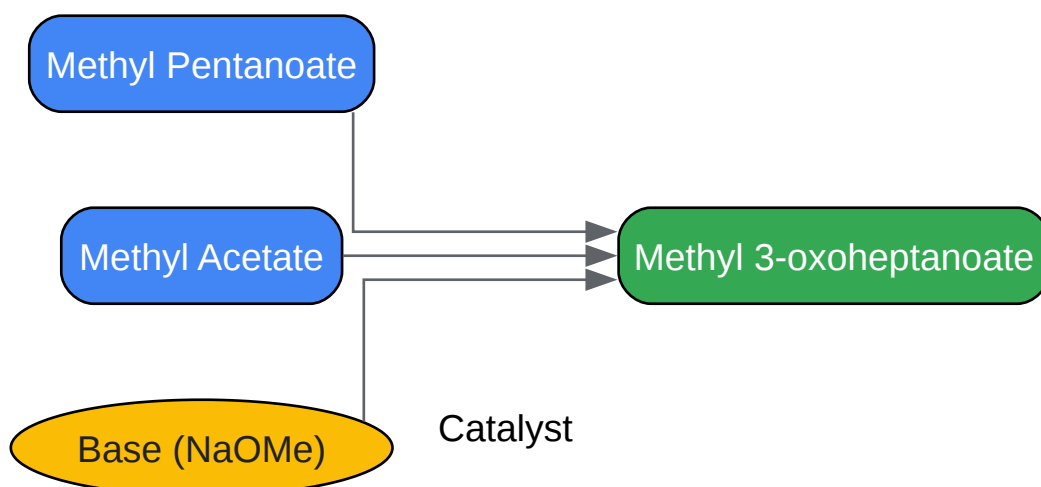 Methyl Pentanoate
Methyl Acetate
Methyl 3-oxoheptanoate
Catalyst
Base (NaOMe)